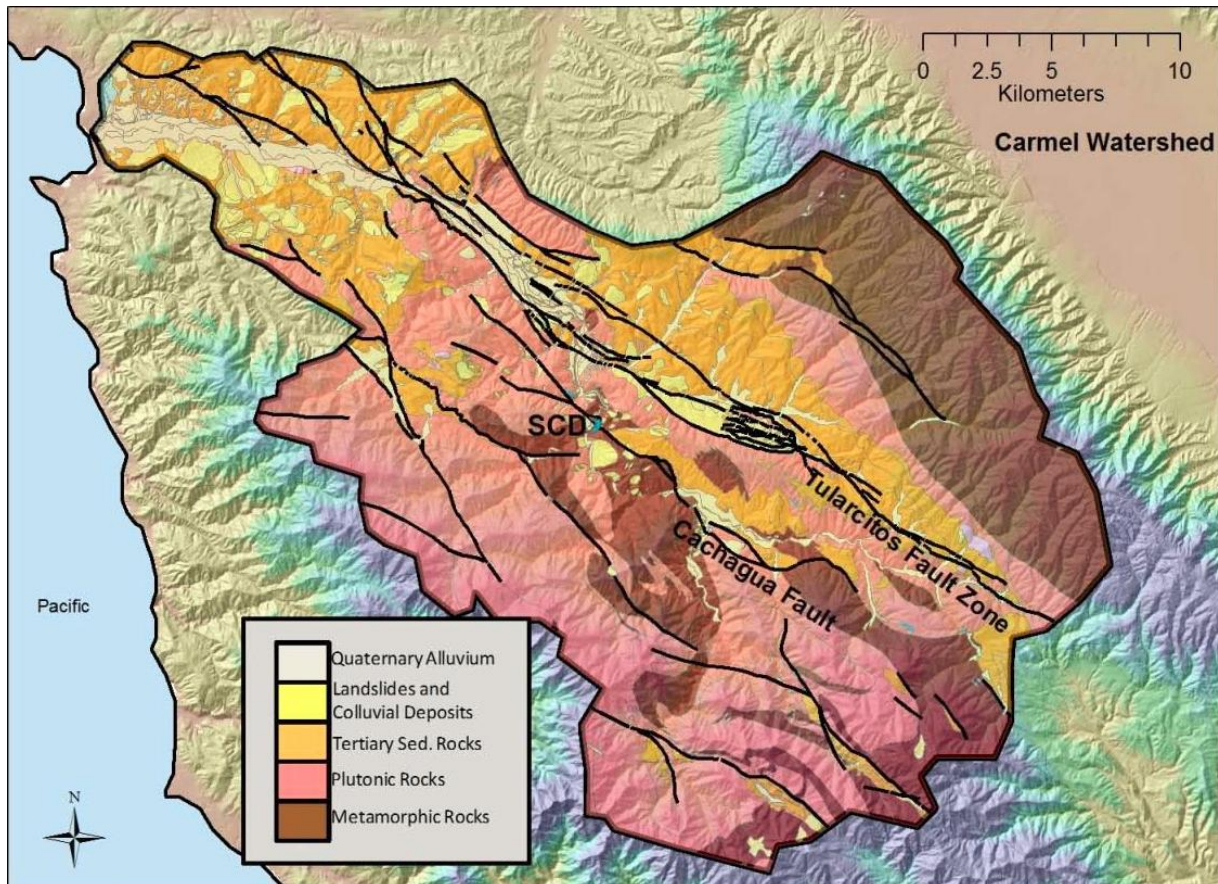 0 2.5 5 10
Kilometers
Carmel Watershed
SCD
Tularcitos Fault Zone
Cachagua Fault
Pacific
Quaternary Alluvium
Landslides and
Colluvial Deposits
Tertiary Sed. Rocks
Plutonic Rocks
Metamorphic Rocks
N